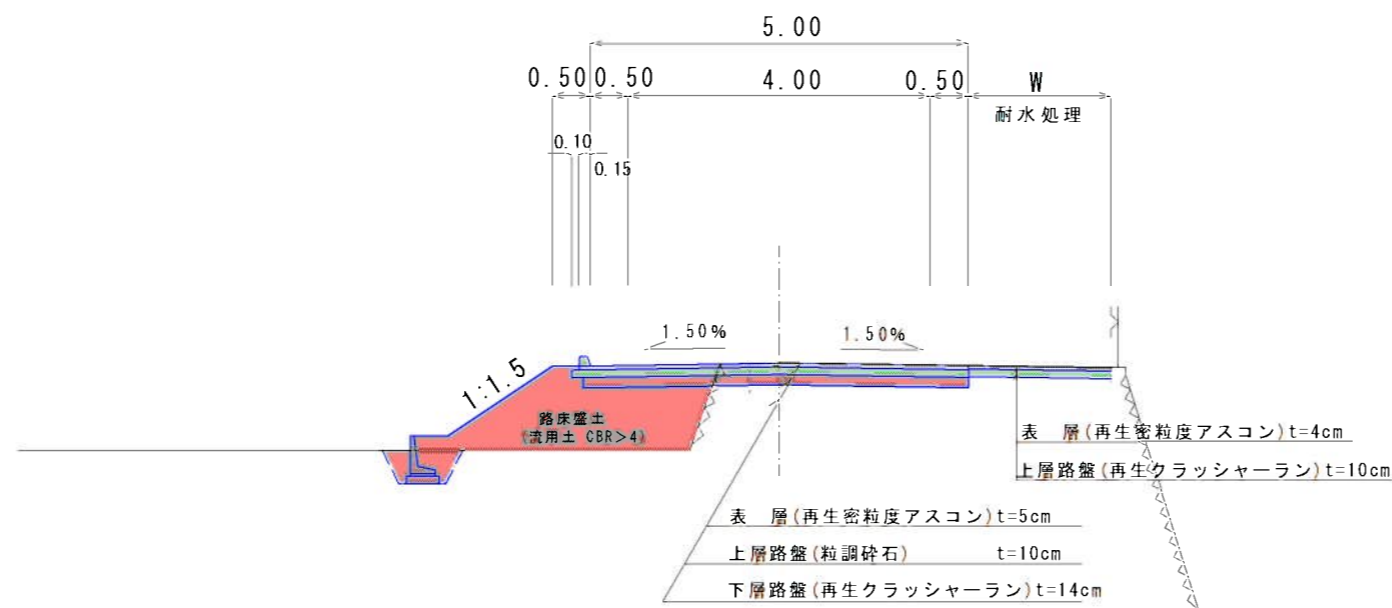 5.00
0.50 0.50 4.00 0.50 W
耐水処理
0.10
0.15
1.50% 1.50%
1:1.5
路床盛土
(流用土 CBR>4)
表　層(再生密粒度アスコン)t=4cm
上層路盤(再生クラッシャーラン)t=10cm
表　層(再生密粒度アスコン)t=5cm
上層路盤(粒調砕石)　t=10cm
下層路盤(再生クラッシャーラン)t=14cm